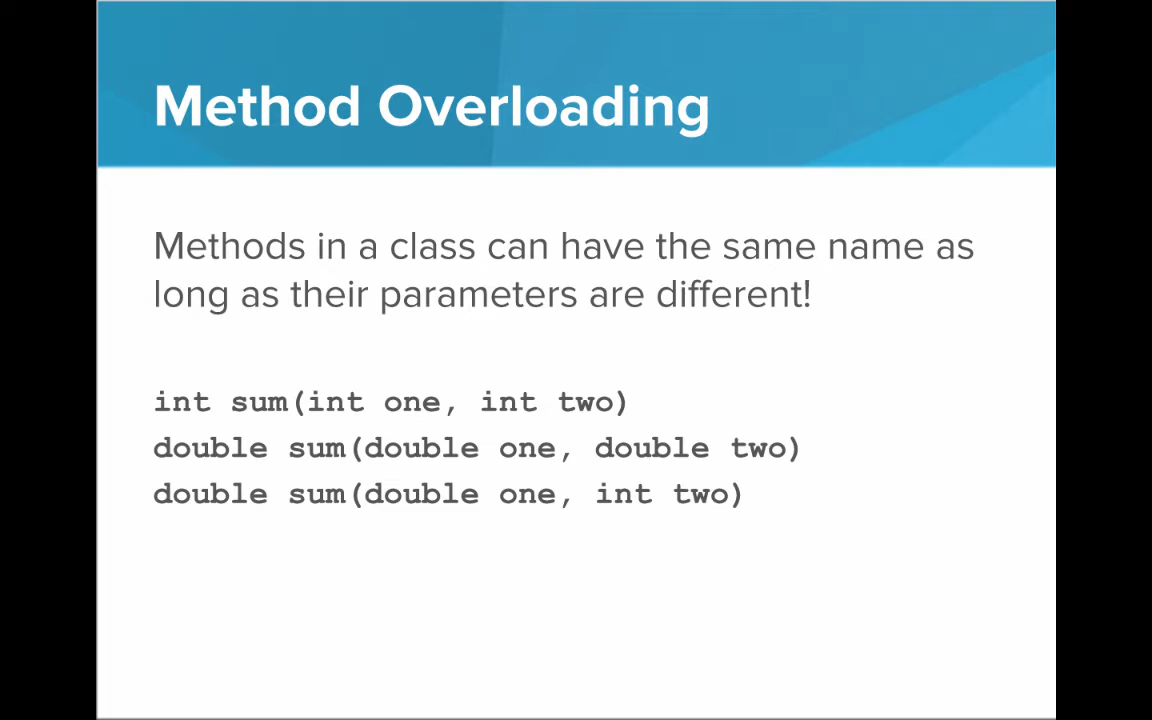 Method Overloading
Methods in a class can have the same name as
long as their parameters are different!
int sum(int one, int two)
double sum(double one, double two)
double sum(double one, int two)